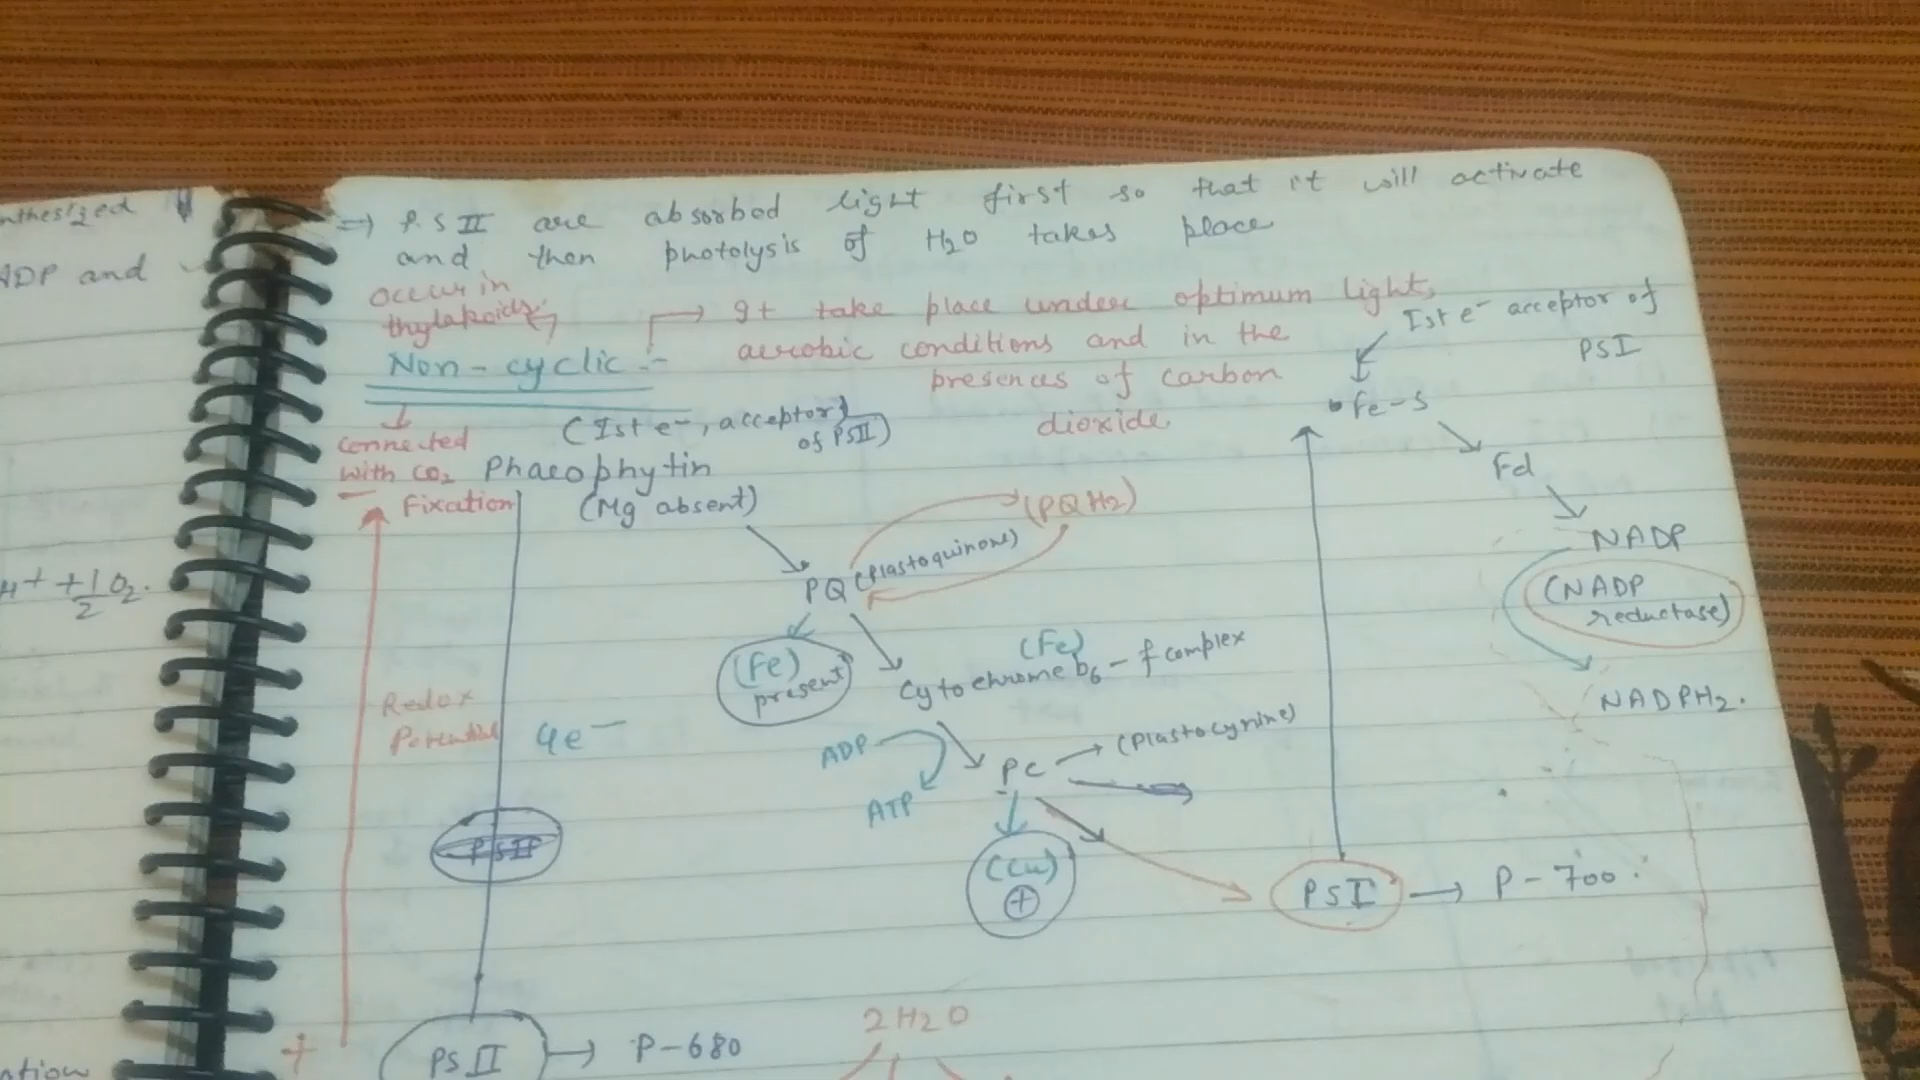 nthesized
ADP and
H⁺ + 1/2 O₂.
ation
=> PS II are absorbed light first so that it will activate
and then photolysis of H₂O takes place
occur in
thylakoids
Non-cyclic :-
→ It take place under optimum light,
aerobic conditions and in the
presences of carbon
dioxide
Ist e⁻ acceptor of
PSI
Connected
with CO₂
Fixation
(Ist e⁻, acceptor
of PSII)
Phaeophytin
(Mg absent)
(PQH2)
PQ (Plastoquinone)
Fe-S
Fd
NADP
(NADP
reductase)
NADPH₂.
(Fe)
present
(Fe)
Cytochrome b₆-f complex
Redox
Potential
4e⁻
ADP
ATP
PC → (Plastocynine)
(Cu)
+
PSII
PSI → P-700
2H2O
+
PS II → P-680